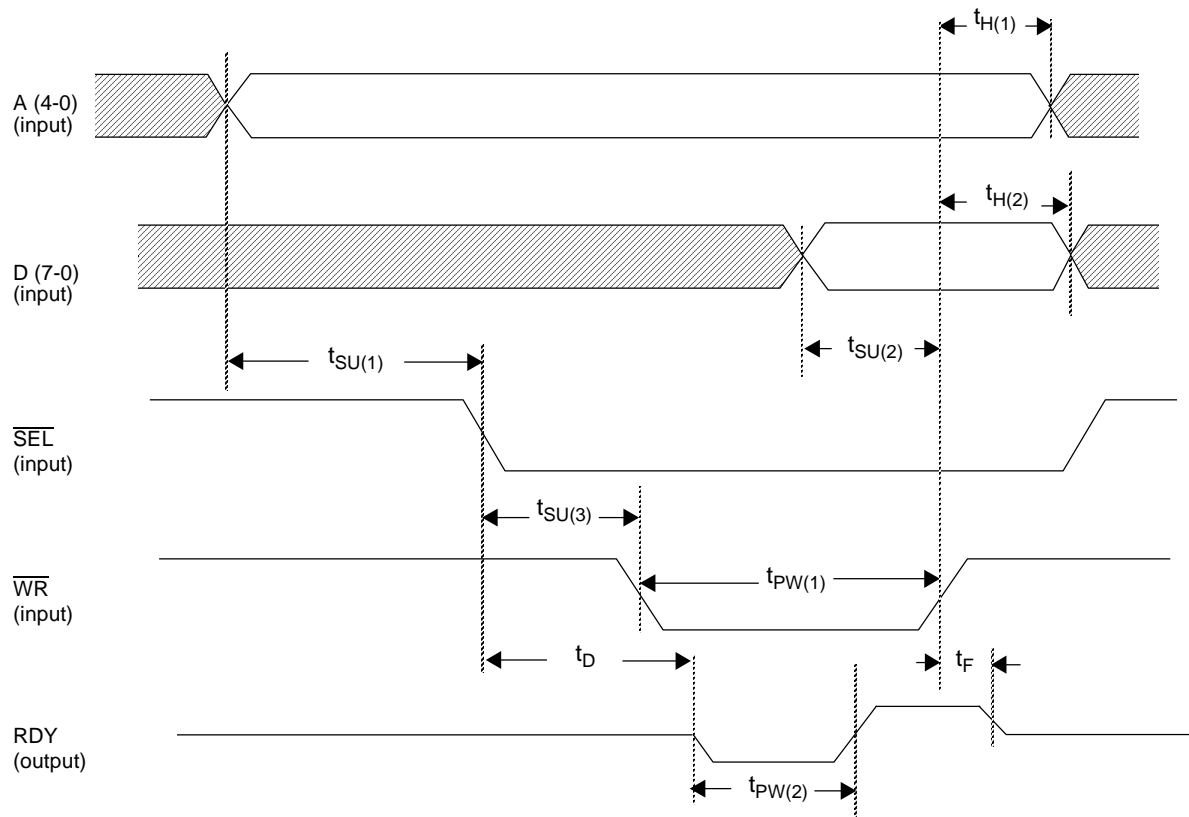 tH(1)
A (4-0)
(input)
tH(2)
D (7-0)
(input)
tSU(1)
tSU(2)
SEL
(input)
tSU(3)
tPW(1)
WR
(input)
tD
tF
RDY
(output)
tPW(2)